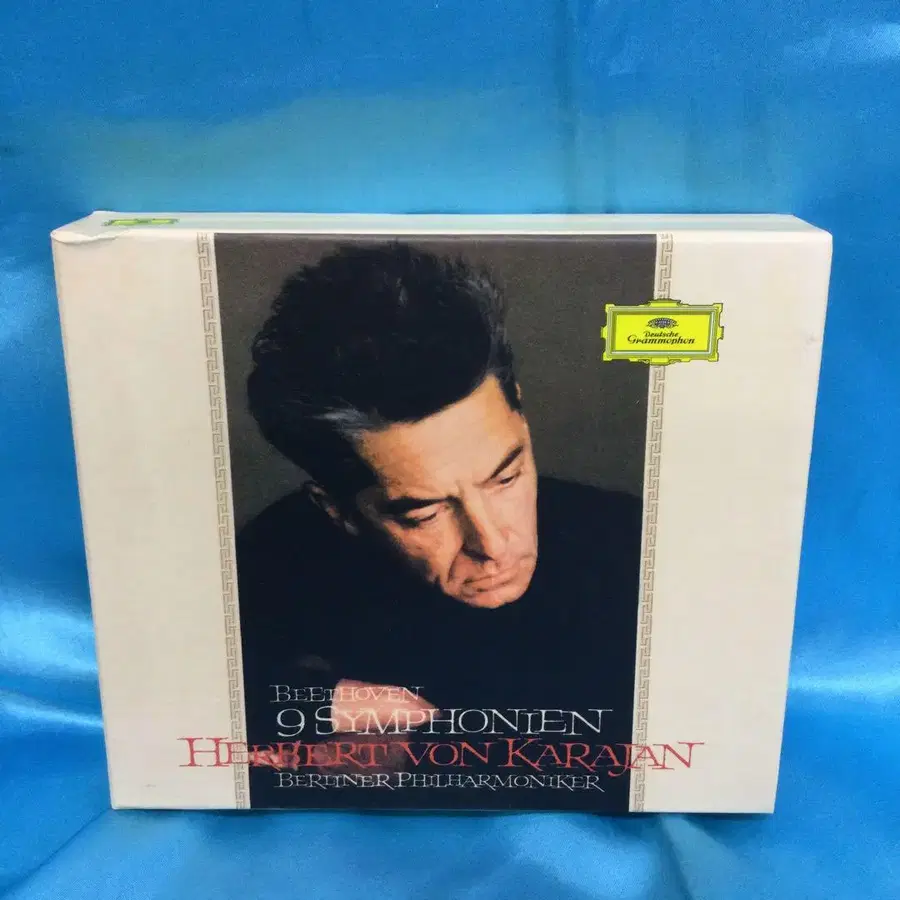 Deutsche
Grammophon
BEETHOVEN
9 SYMPHONIEN
HERBERT VON KARAJAN
BERLINER PHILHARMONIKER